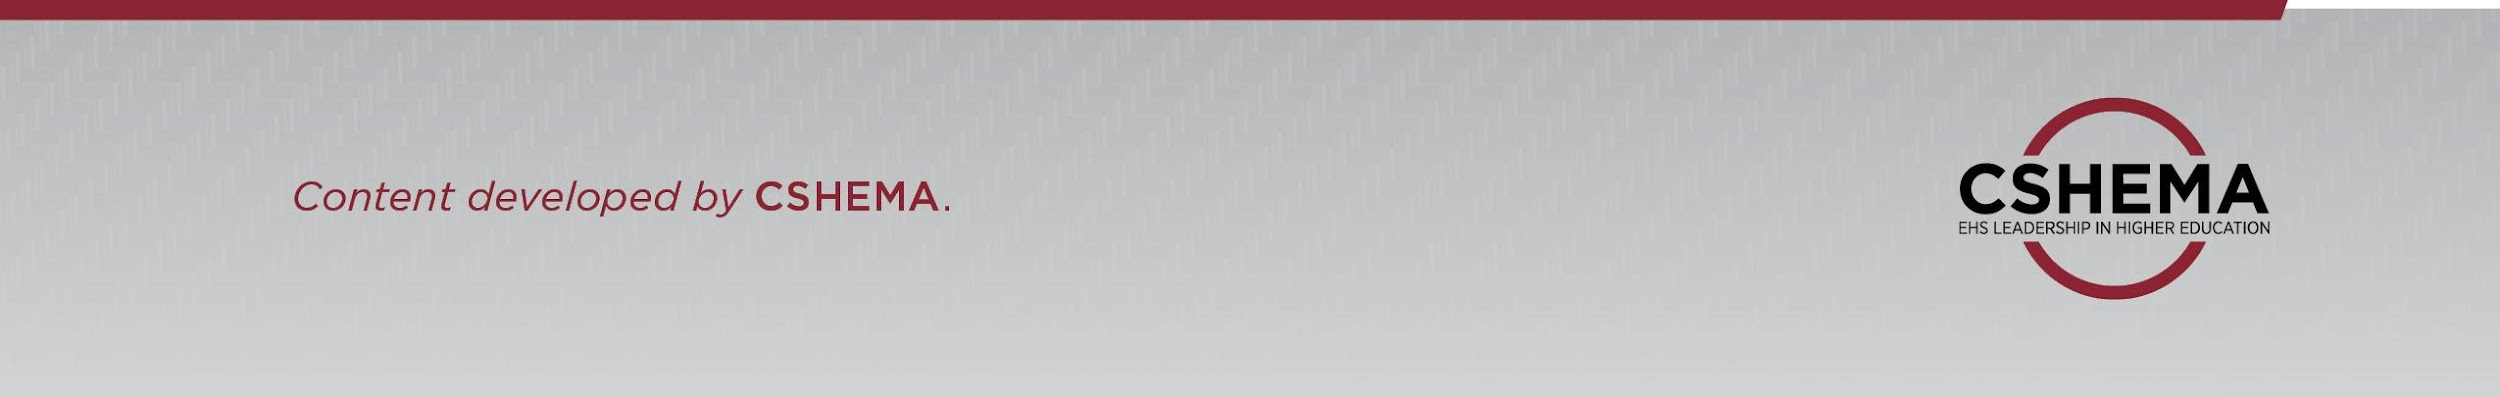 Content developed by CSHEMA.
CSHEMA
EHS LEADERSHIP IN HIGHER EDUCATION